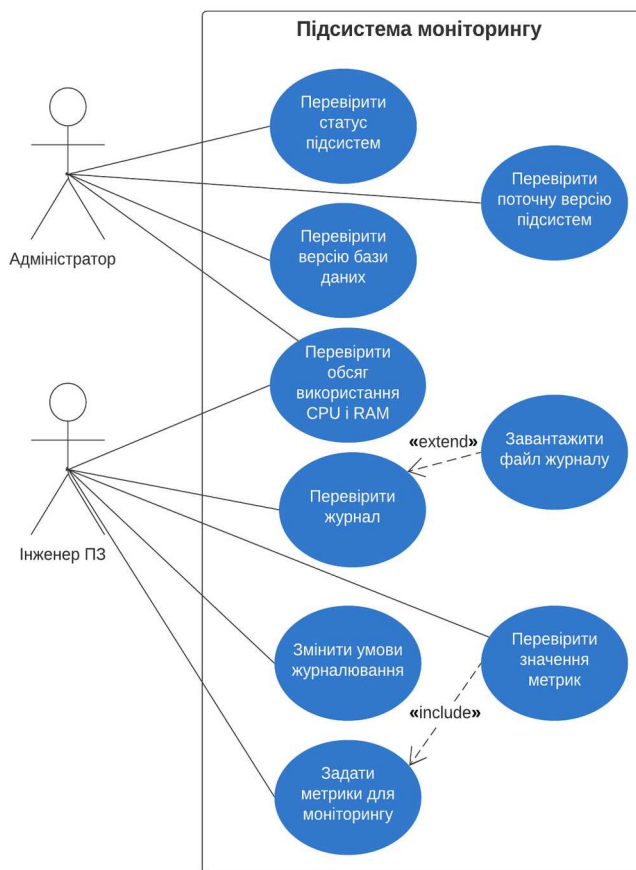 Підсистема моніторингу
Перевірити
статус
підсистем
Перевірити
поточну версію
підсистем
Адміністратор
Перевірити
версію бази
даних
Перевірити
обсяг
використання
CPU і RAM
«extend»
Завантажити
файл журналу
Перевірити
журнал
Інженер ПЗ
Змінити умови
журналювання
Перевірити
значення
метрик
«include»
Задати
метрики для
моніторингу